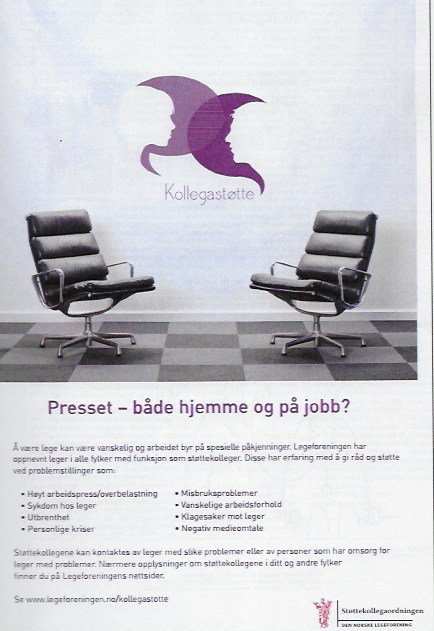 Kollegastøtte
Presset – både hjemme og på jobb?
Å være lege kan være vanskelig og arbeidet byr på spesielle påkjenninger. Legeforeningen har
oppnevnt leger i alle fylker med funksjon som støttekolleger. Disse har erfaring med å gi råd og støtte
ved problemstillinger som:
• Høyt arbeidspress/overbelastning
• Sykdom hos leger
• Utbrenthet
• Personlige kriser
• Misbruksproblemer
• Vanskelige arbeidsforhold
• Klagesaker mot leger
• Negativ medieomtale
Støttekollegene kan kontaktes av leger med slike problemer eller av personer som har omsorg for
leger med problemer. Nærmere opplysninger om støttekollegene i ditt og andre fylker
finner du på Legeforeningens nettsider.
Se www.legeforeningen.no/kollegastotte
Støttekollegaordningen
DEN NORSKE LEGEFORENING